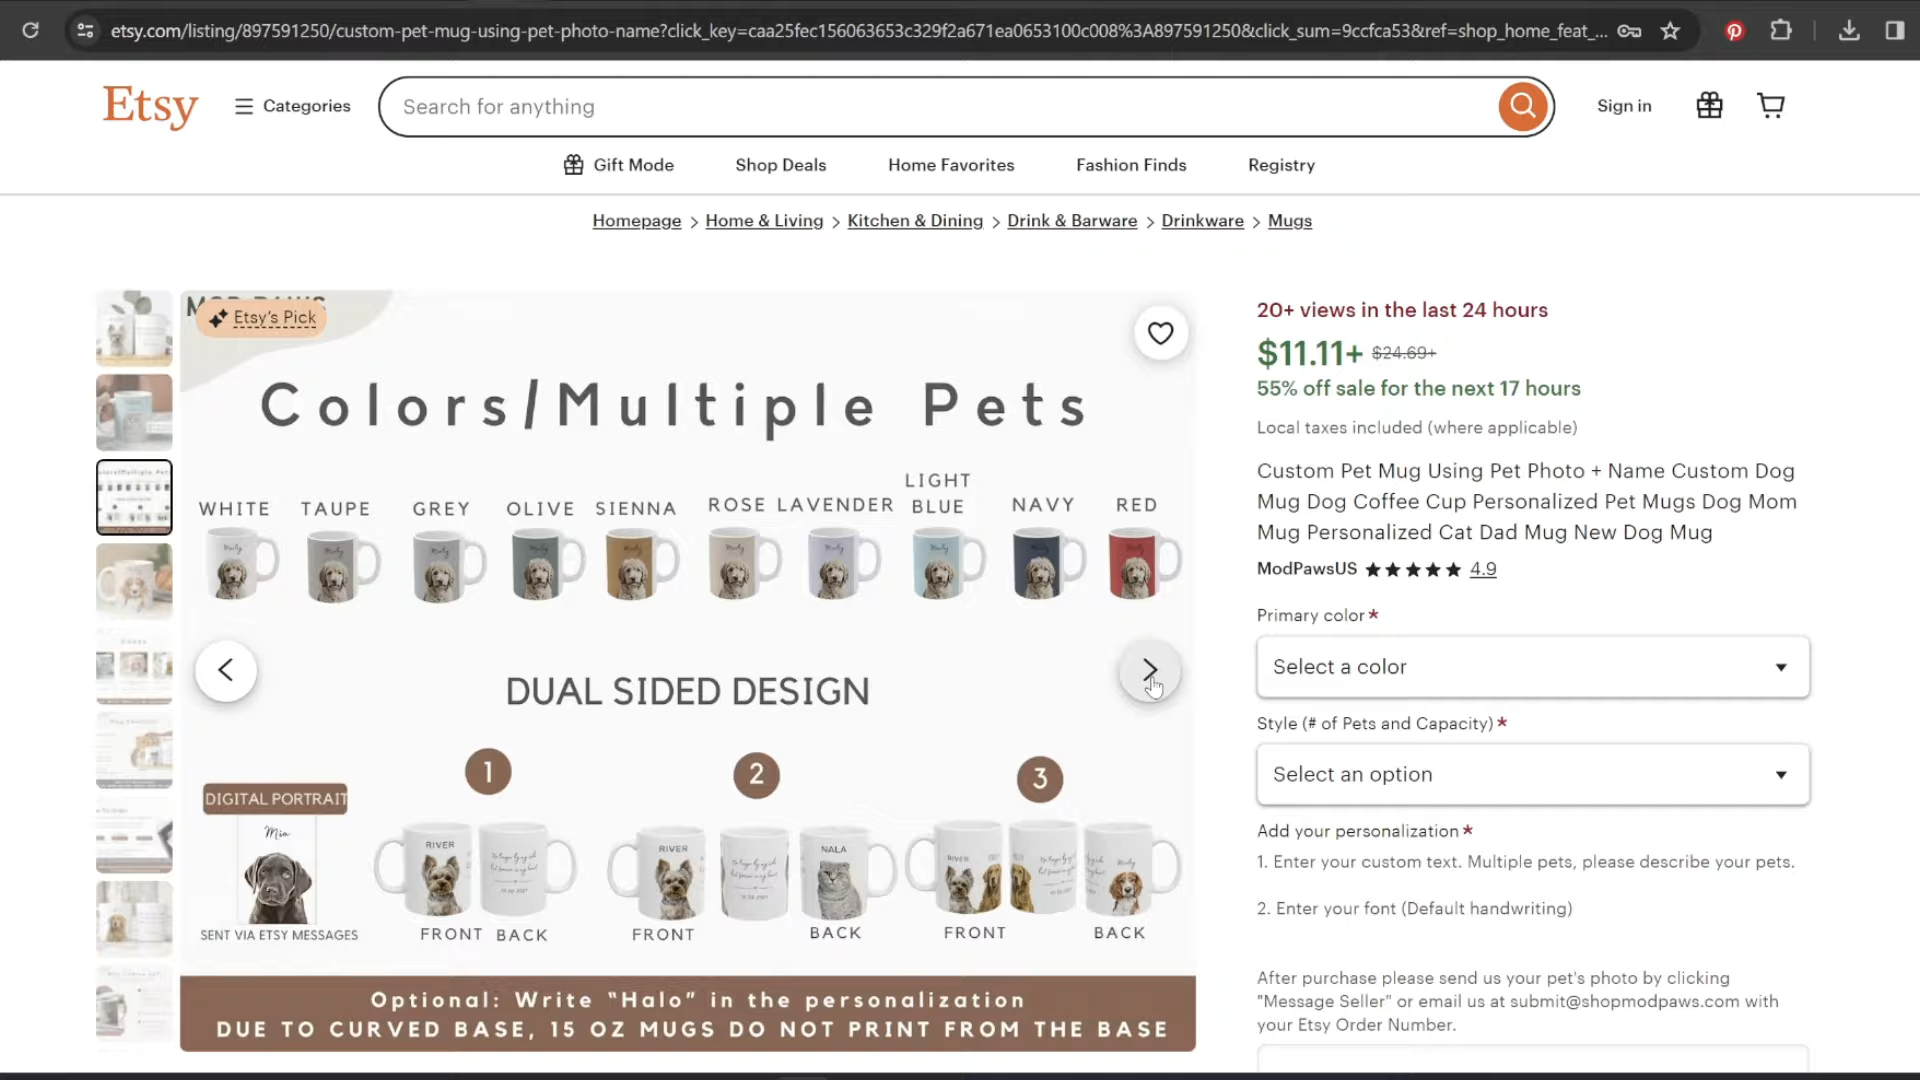 etsy.com/listing/897591250/custom-pet-mug-using-pet-photo-name?click_key=caa25fec156063653c329f2a671ea0653100c008%3A897591250&click_sum=9ccfca53&ref=shop_home_feat_...
Etsy
Categories
Search for anything
Sign in
Gift Mode
Shop Deals
Home Favorites
Fashion Finds
Registry
Homepage > Home & Living > Kitchen & Dining > Drink & Barware > Drinkware > Mugs
Etsy's Pick
Colors/Multiple Pets
WHITE TAUPE GREY OLIVE SIENNA ROSE LAVENDER LIGHT BLUE NAVY RED
DUAL SIDED DESIGN
1 2 3
DIGITAL PORTRAIT
Mia
RIVER
RIVER
NALA
RIVER
SENT VIA ETSY MESSAGES
FRONT BACK
FRONT BACK
FRONT BACK
Optional: Write "Halo" in the personalization
DUE TO CURVED BASE, 15 OZ MUGS DO NOT PRINT FROM THE BASE
20+ views in the last 24 hours
$11.11+ $24.69+
55% off sale for the next 17 hours
Local taxes included (where applicable)
Custom Pet Mug Using Pet Photo + Name Custom Dog
Mug Dog Coffee Cup Personalized Pet Mugs Dog Mom
Mug Personalized Cat Dad Mug New Dog Mug
ModPawsUS ★★★★★ 4.9
Primary color *
Select a color
Style (# of Pets and Capacity) *
Select an option
Add your personalization *
1. Enter your custom text. Multiple pets, please describe your pets.
2. Enter your font (Default handwriting)
After purchase please send us your pet's photo by clicking
"Message Seller" or email us at submit@shopmodpaws.com with
your Etsy Order Number.